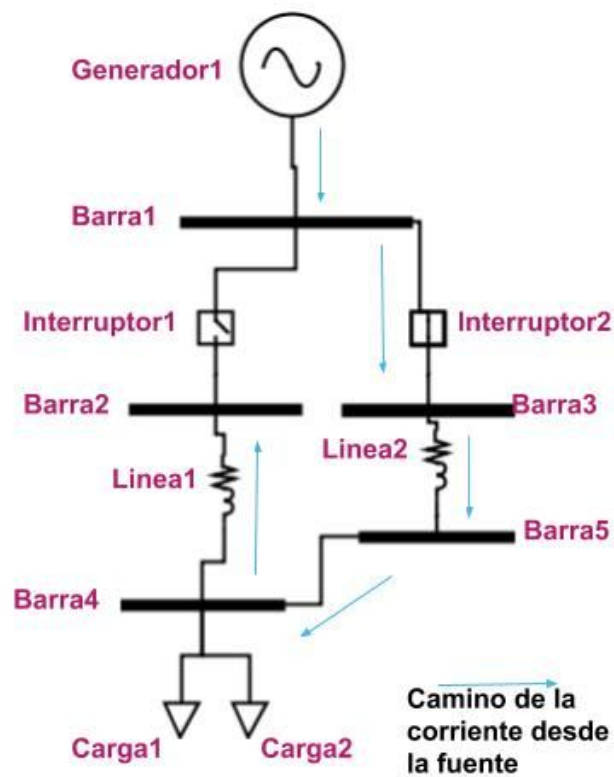 Generador1
Barra1
Interruptor1
Interruptor2
Barra2
Barra3
Linea1
Linea2
Barra5
Barra4
Carga1
Carga2
Camino de la
corriente desde
la fuente